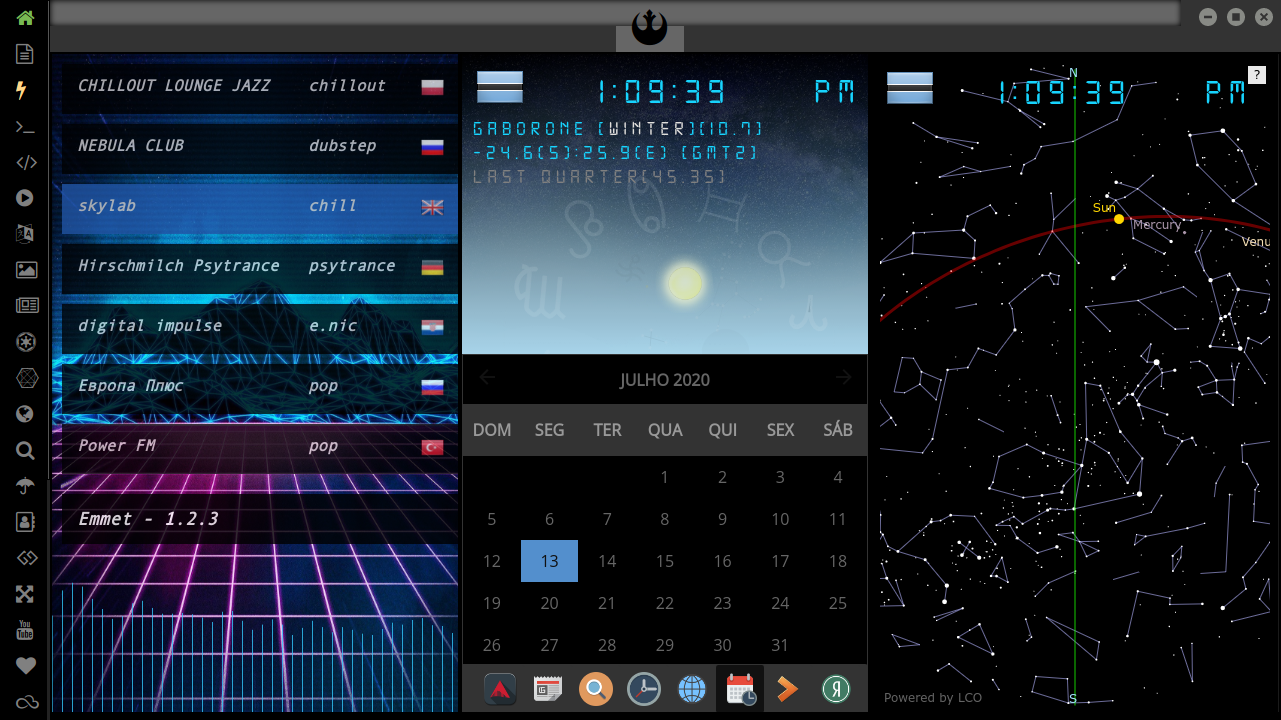 CHILLOUT LOUNGE JAZZ chillout
NEBULA CLUB dubstep
skylab chill
Hirschmilch Psytrance psytrance
digital impulse e.nic
Европа Плюс pop
Power FM pop
Emmet - 1.2.3
1:09:39 PM
GABORONE (WINTER)(10.7)
-24.6(S):25.9(E) (GMT2)
LAST QUARTER(45.35)
JULHO 2020
DOM SEG TER QUA QUI SEX SÁB
1 2 3 4
5 6 7 8 9 10 11
12 13 14 15 16 17 18
19 20 21 22 23 24 25
26 27 28 29 30 31
N
?
1:09:39 PM
Sun
Mercury
Venu
Powered by LCO
S
You
Tube